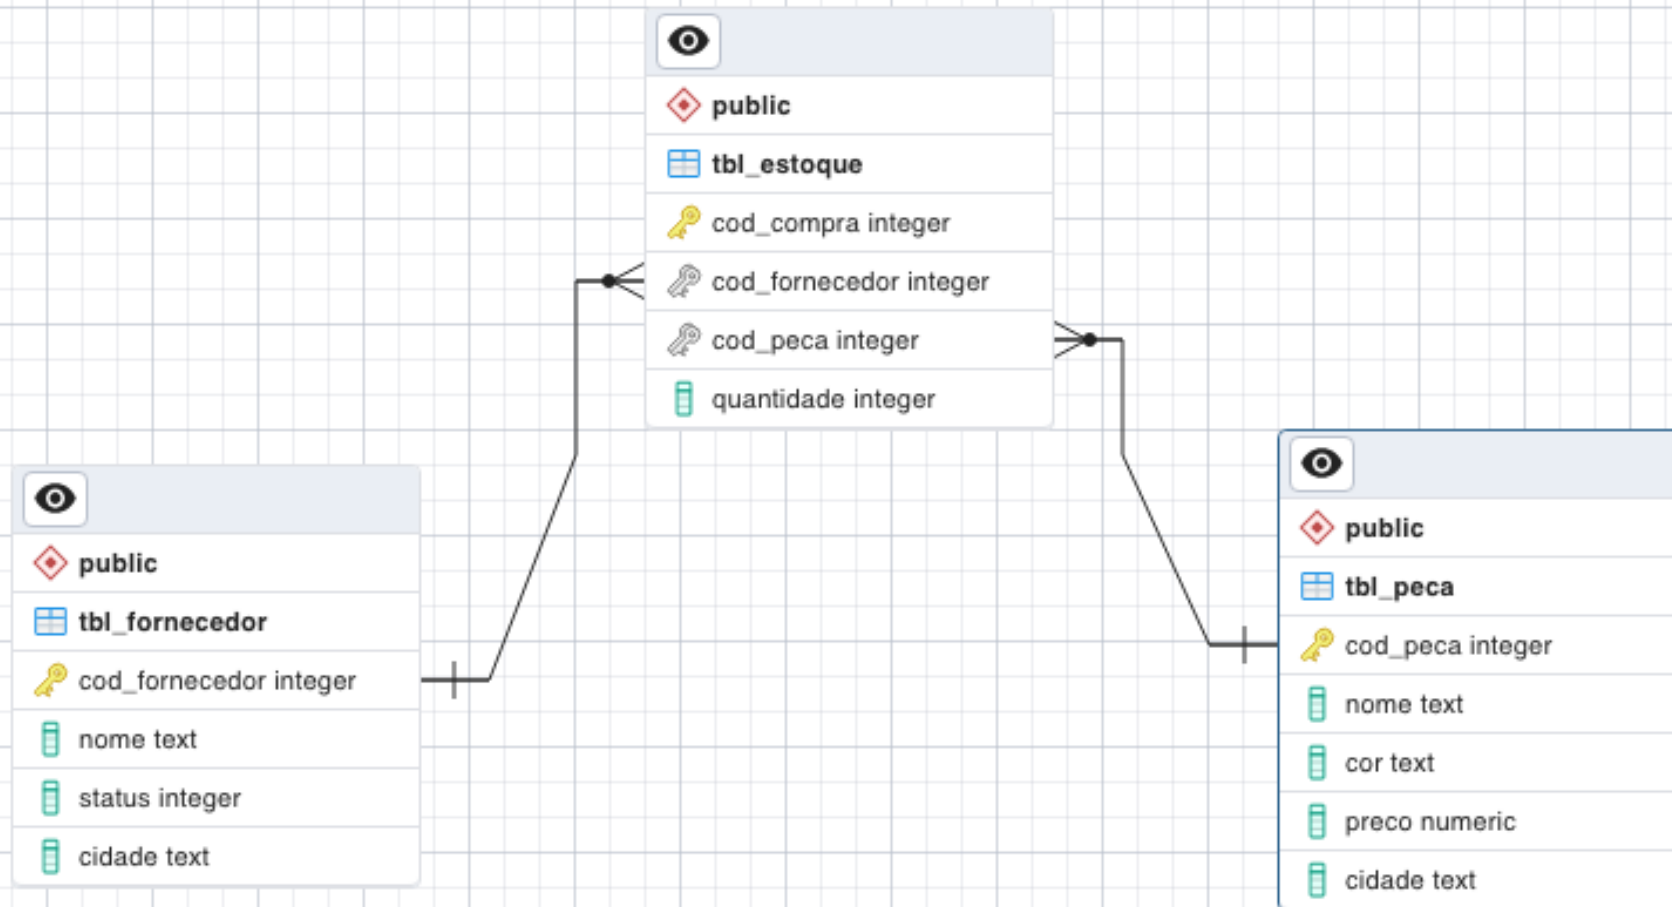 public
tbl_estoque
cod_compra integer
cod_fornecedor integer
cod_peca integer
quantidade integer
public
tbl_fornecedor
cod_fornecedor integer
nome text
status integer
cidade text
public
tbl_peca
cod_peca integer
nome text
cor text
preco numeric
cidade text